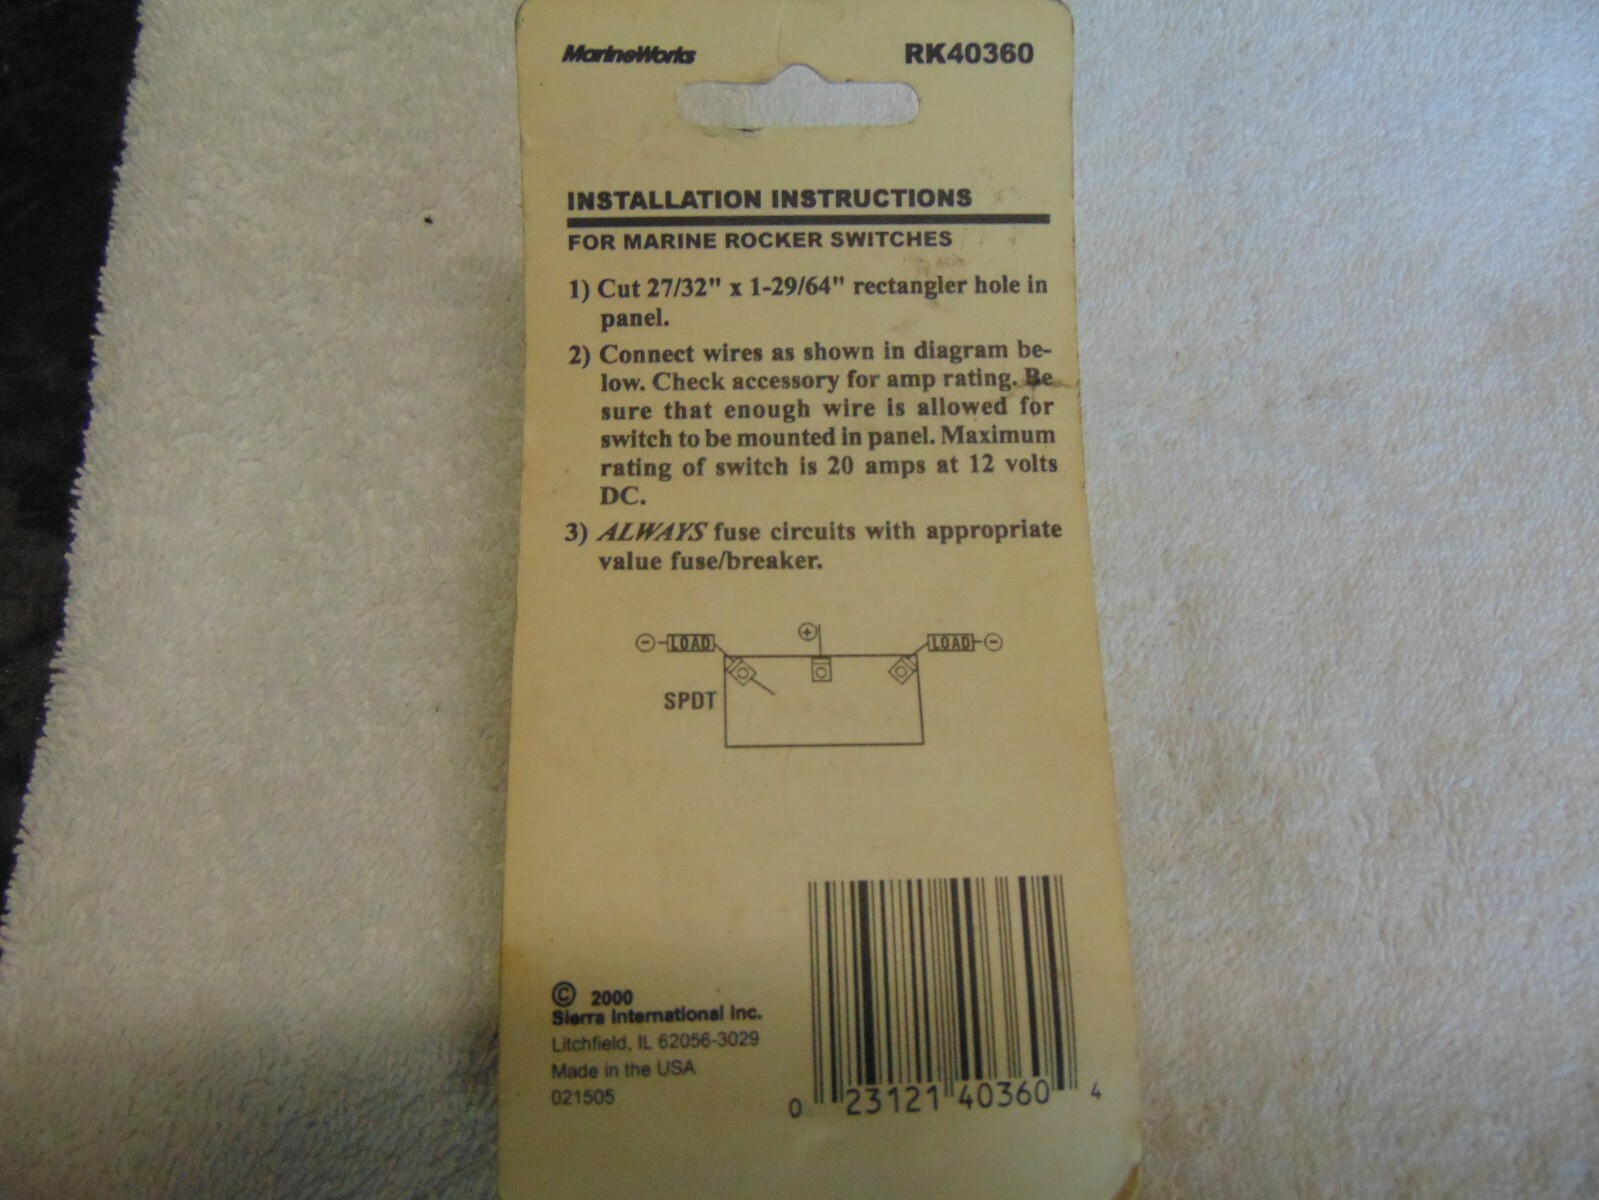 MarineWorks RK40360
INSTALLATION INSTRUCTIONS
FOR MARINE ROCKER SWITCHES
1) Cut 27/32" x 1-29/64" rectangler hole in
panel.
2) Connect wires as shown in diagram be-
low. Check accessory for amp rating. Be
sure that enough wire is allowed for
switch to be mounted in panel. Maximum
rating of switch is 20 amps at 12 volts
DC.
3) ALWAYS fuse circuits with appropriate
value fuse/breaker.
⊖ LOAD ⊕ LOAD ⊖
SPDT
© 2000
Sierra International Inc.
Litchfield, IL 62056-3029
Made in the USA
021505
0 23121 40360 4